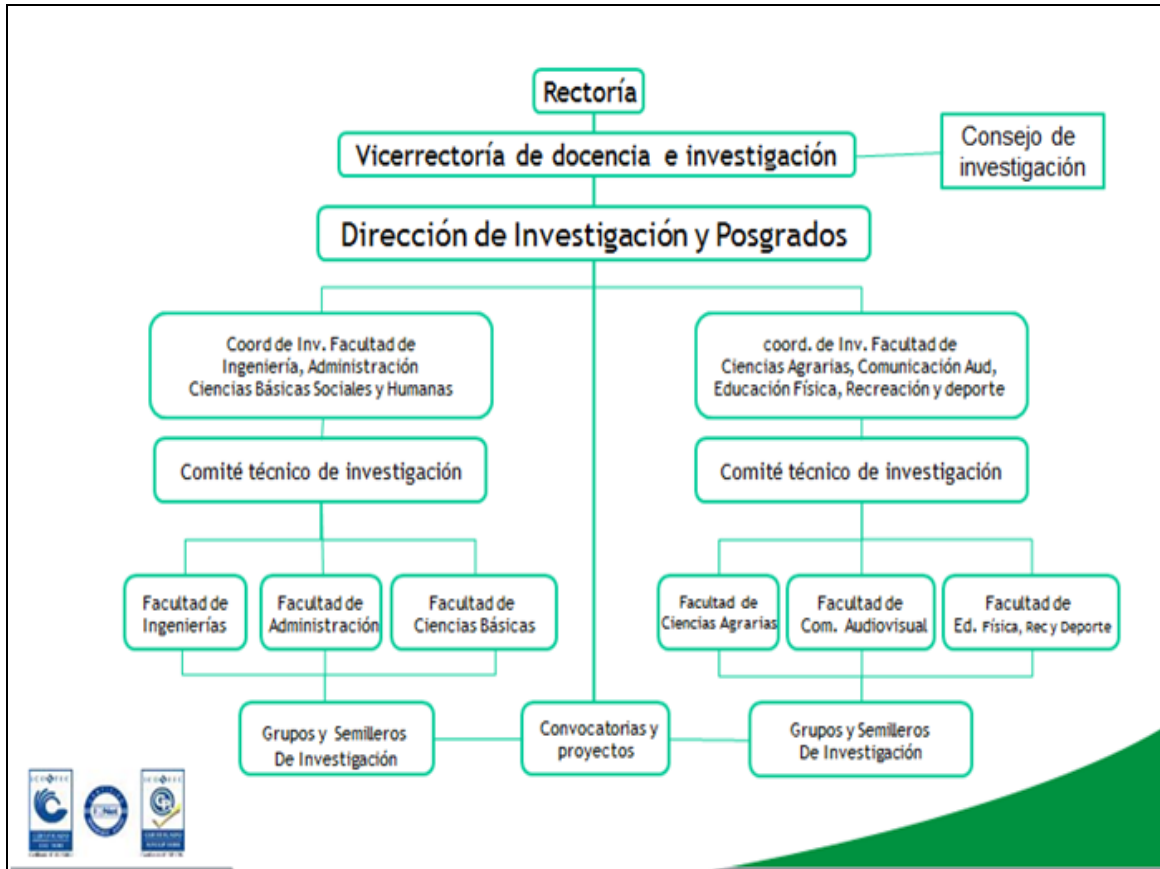 Rectoría
Vicerrectoría de docencia e investigación
Consejo de
investigación
Dirección de Investigación y Posgrados
Coord de Inv. Facultad de
Ingeniería, Administración
Ciencias Básicas Sociales y Humanas
coord. de Inv. Facultad de
Ciencias Agrarias, Comunicación Aud,
Educación Física, Recreación y deporte
Comité técnico de investigación
Comité técnico de investigación
Facultad de
Ingenierías
Facultad de
Administración
Facultad de
Ciencias Básicas
Facultad de
Ciencias Agrarias
Facultad de
Com. Audiovisual
Facultad de
Ed. Física, Rec y Deporte
Grupos y Semilleros
De Investigación
Convocatorias y
proyectos
Grupos y Semilleros
De Investigación